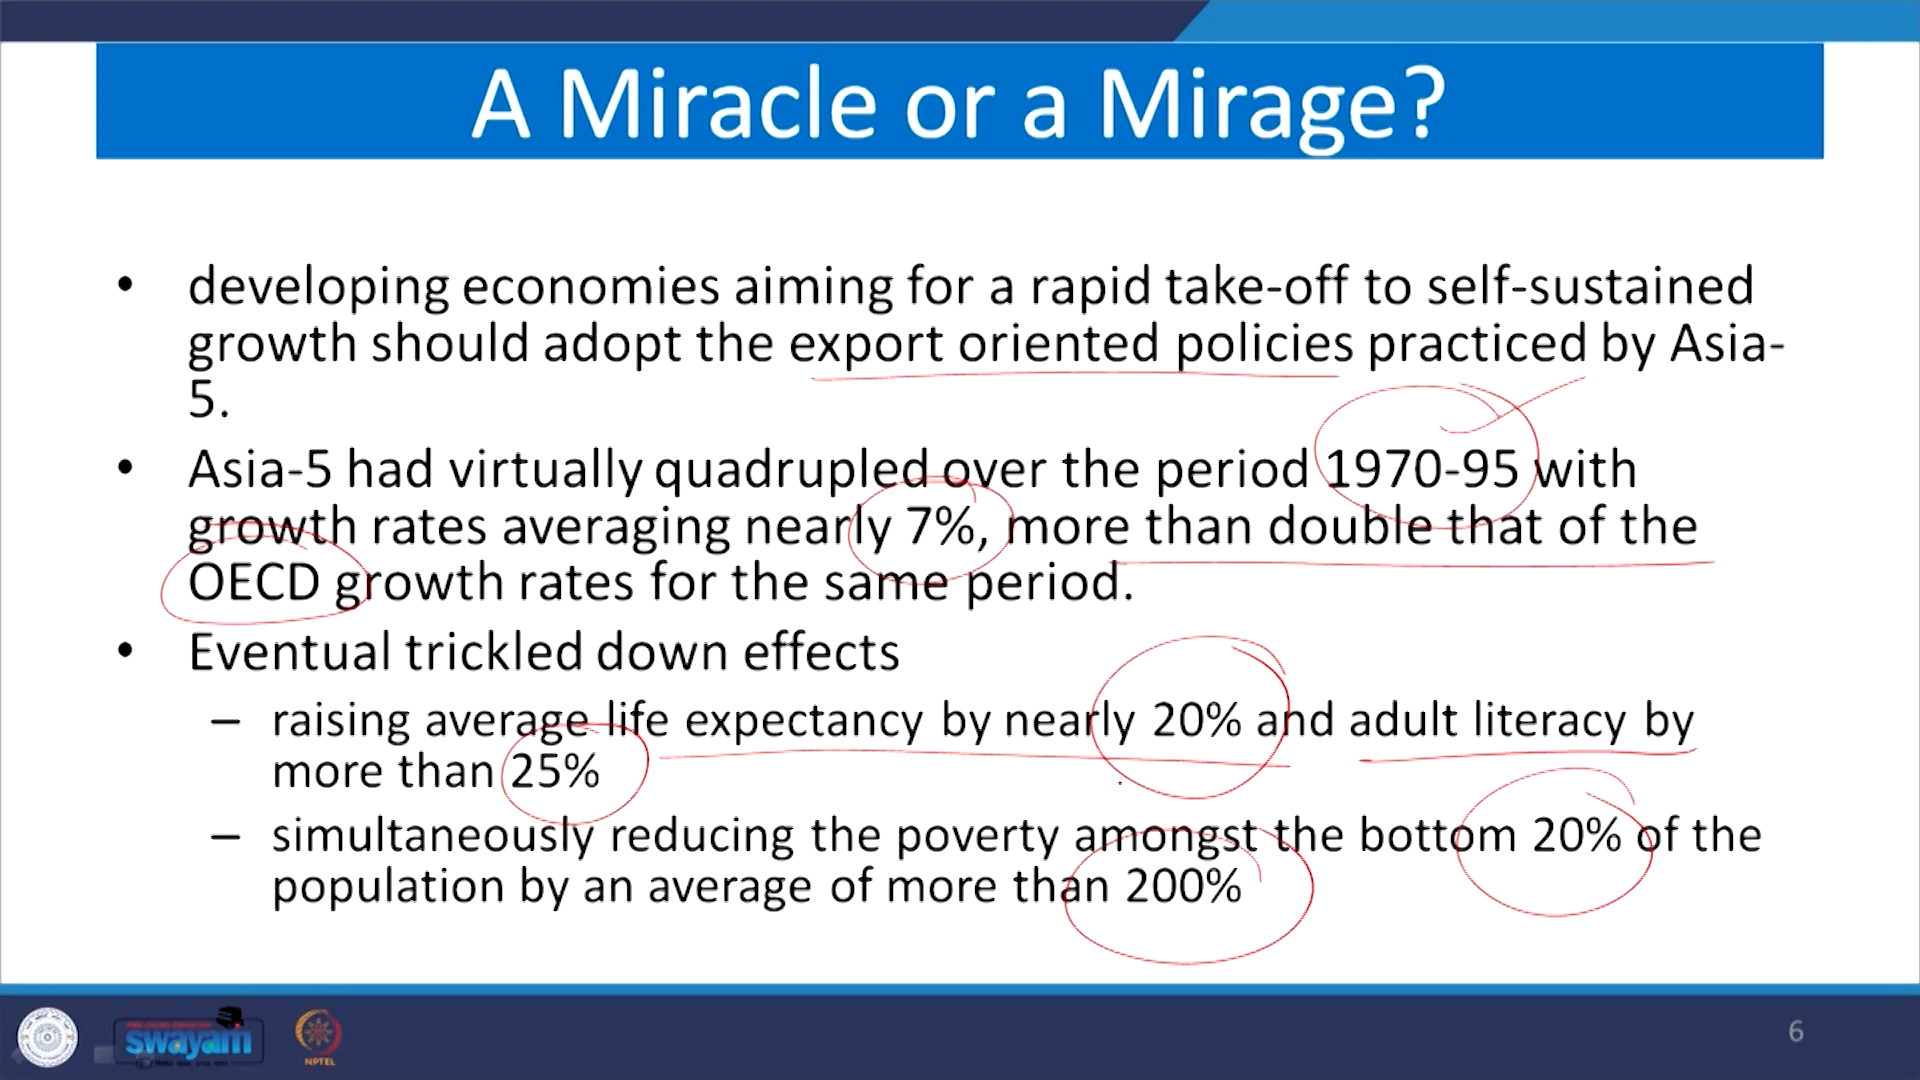 A Miracle or a Mirage?
• developing economies aiming for a rapid take-off to self-sustained
growth should adopt the export oriented policies practiced by Asia-
5.
• Asia-5 had virtually quadrupled over the period 1970-95 with
growth rates averaging nearly 7%, more than double that of the
OECD growth rates for the same period.
• Eventual trickled down effects
– raising average life expectancy by nearly 20% and adult literacy by
more than 25%
– simultaneously reducing the poverty amongst the bottom 20% of the
population by an average of more than 200%
swayam
NPTEL
6